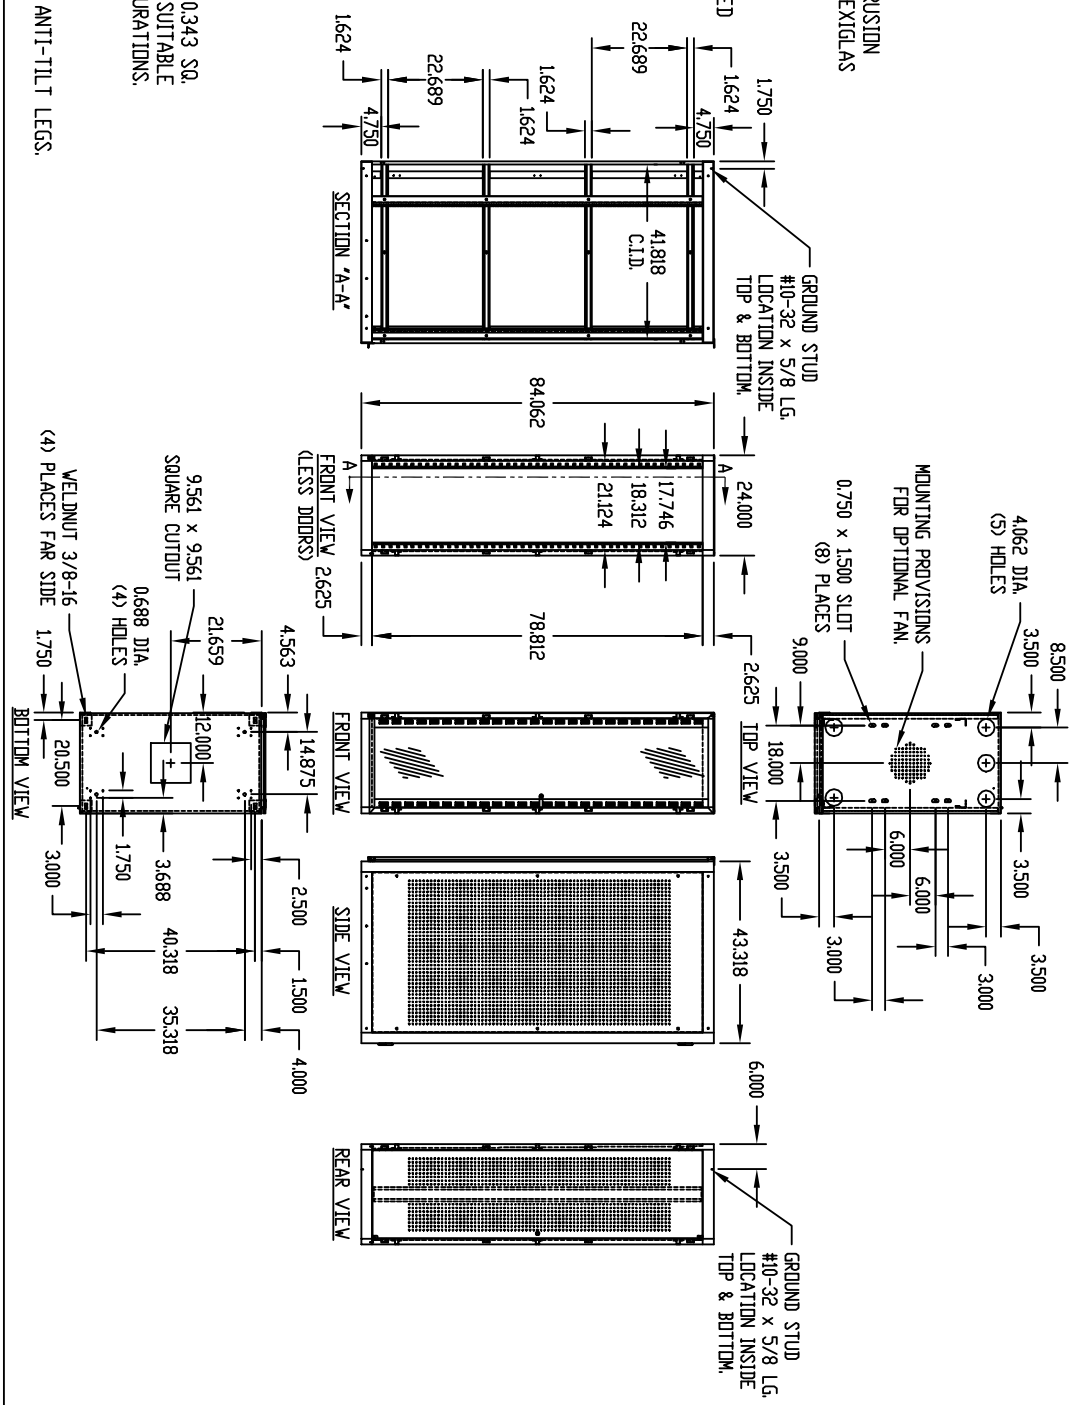 RUSION
EXIGLAS
ED
0.343 SQ.
SUITABLE
URATIONS.
ANTI-TILT LEGS.
4.062 DIA.
(5) HOLES
MOUNTING PROVISIONS
FOR OPTIONAL FAN.
0.750 x 1.500 SLOT
(8) PLACES
8.500
3.500
9.000
18.000
3.500
3.500
3.500
6.000
6.000
3.000
3.000
3.500
TOP VIEW
1.750
1.624
4.750
22.689
1.624
1.624
22.689
1.624
4.750
41.818
C.I.D.
SECTION "A-A"
GROUND STUD
#10-32 x 5/8 LG.
LOCATION INSIDE
TOP & BOTTOM.
84.062
24.000
A
17.746
18.312
21.124
A
FRONT VIEW
(LESS DOORS)
2.625
78.812
2.625
FRONT VIEW
43.318
SIDE VIEW
6.000
GROUND STUD
#10-32 x 5/8 LG.
LOCATION INSIDE
TOP & BOTTOM.
REAR VIEW
4.563
14.875
21.659
12.000
9.561 x 9.561
SQUARE CUTOUT
0.688 DIA.
(4) HOLES
WELDNUT 3/8-16
(4) PLACES FAR SIDE
1.750
20.500
3.688
1.750
3.000
2.500
1.500
4.000
40.318
35.318
BOTTOM VIEW